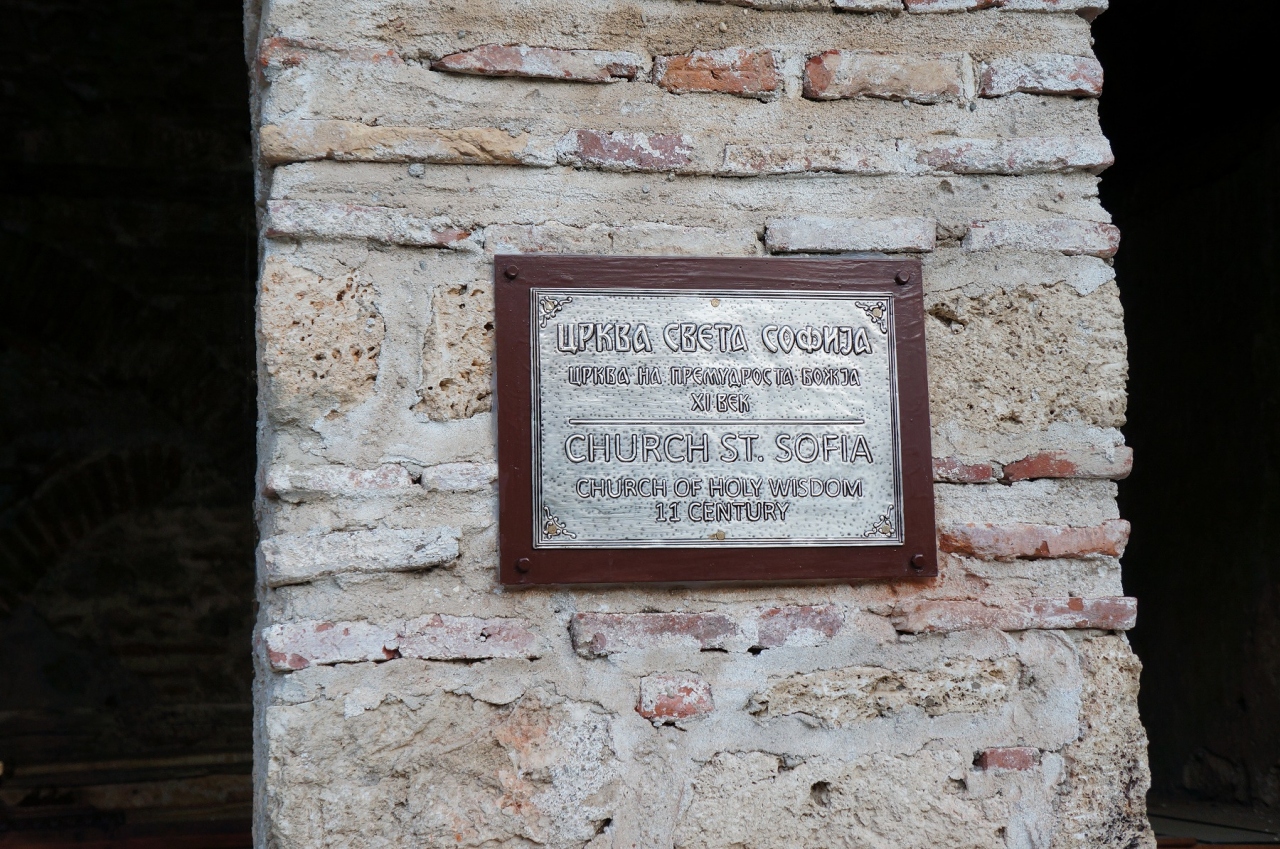 ЦРКВА СВЕТА СОФИЈА
ЦРКВА НА ПРЕМУДРОСТА БОЖЈА
XI ВЕК
CHURCH ST. SOFIA
CHURCH OF HOLY WISDOM
11 CENTURY